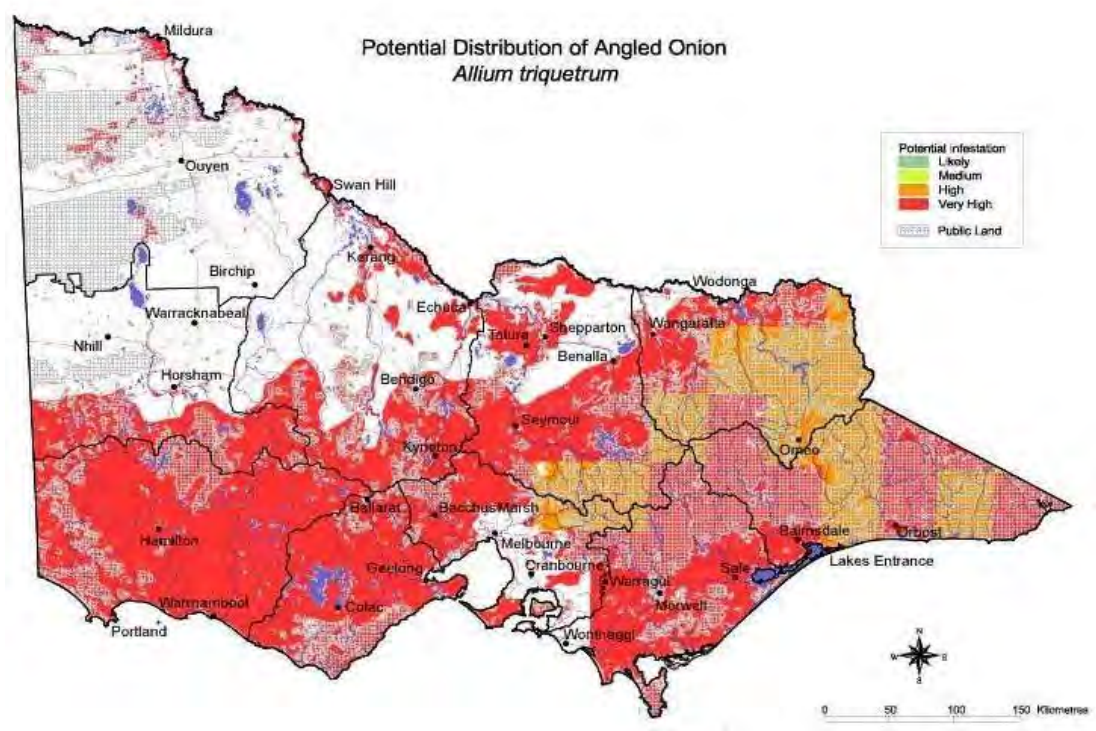 Mildura
Potential Distribution of Angled Onion
Allium triquetrum
Potential infestation
Likely
Medium
High
Very High
Public Land
Ouyen
Swan Hill
Kerang
Birchip
Wodonga
Echuca
Warracknabeal
Wangaratta
Shepparton
Tatura
Nhill
Benalla
Horsham
Bendigo
Seymour
Kyneton
Omeo
Ballarat
Bacchus Marsh
Hamilton
Melbourne
Bairnsdale
Orbost
Lakes Entrance
Geelong
Cranbourne
Sale
Warragul
Morwell
Colac
Warrnambool
Portland
Wonthaggi
N
W E
S
0 50 100 150 Kilometres